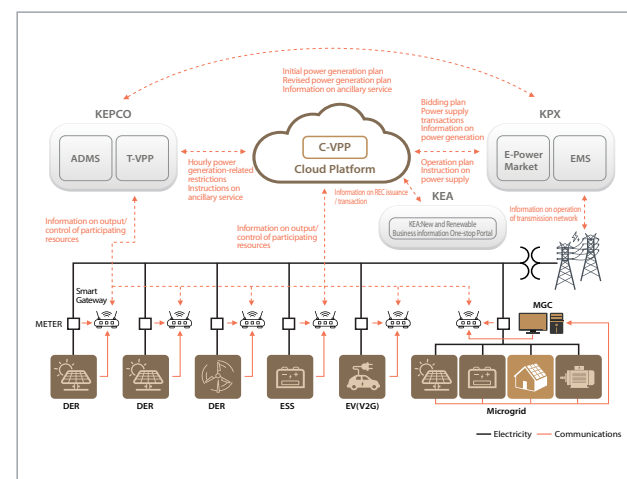 Initial power generation plan
Revised power generation plan
Information on ancillary service
KEPCO
ADMS
T-VPP
C-VPP
Cloud Platform
Bidding plan
Power supply
transactions
Information on
power generation
KPX
E-Power
Market
EMS
Hourly power
generation-related
restrictions
Instructions on
ancillary service
Operation plan
Instruction on
power supply
Information on REC issuance
/ transaction
KEA
KEA:New and Renewable
Business information One-stop Portal
Information on output/
control of participating
resources
Information on output/
control of participating
resources
Information on operation
of transmission network
Smart
Gateway
METER
MGC
DER
DER
DER
ESS
EV(V2G)
Microgrid
Electricity
Communications